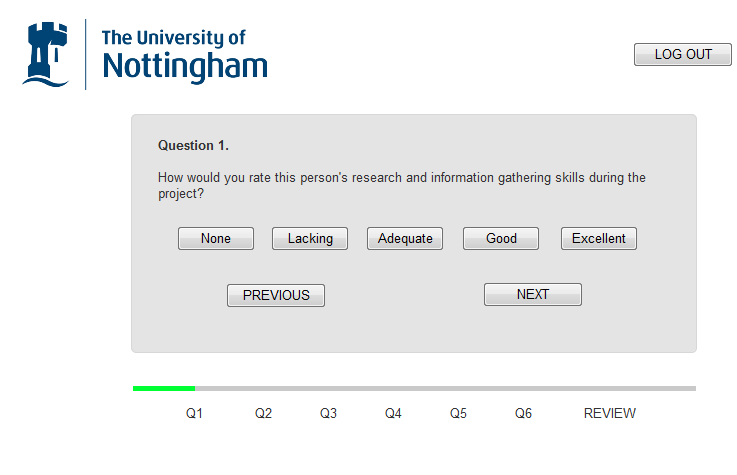 The University of
Nottingham
LOG OUT
Question 1.
How would you rate this person's research and information gathering skills during the
project?
None Lacking Adequate Good Excellent
PREVIOUS NEXT
Q1 Q2 Q3 Q4 Q5 Q6 REVIEW